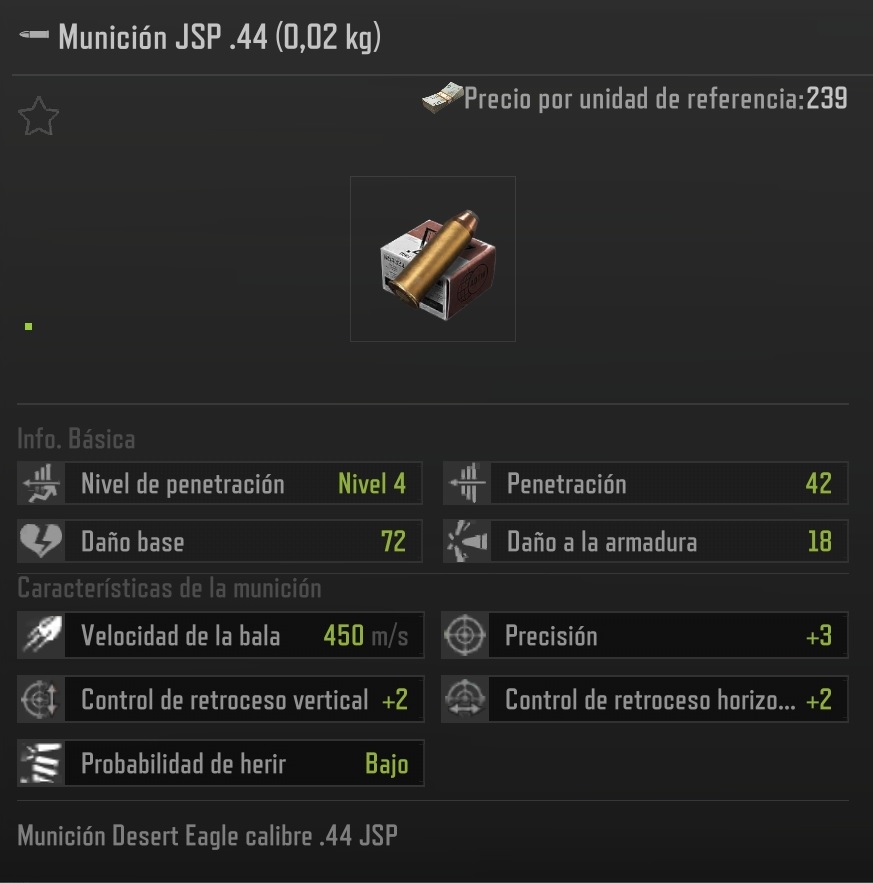 Munición JSP .44 (0,02 kg)
Precio por unidad de referencia:239
Info. Básica
Nivel de penetración Nivel 4
Penetración 42
Daño base 72
Daño a la armadura 18
Características de la munición
Velocidad de la bala 450 m/s
Precisión +3
Control de retroceso vertical +2
Control de retroceso horizo... +2
Probabilidad de herir Bajo
Munición Desert Eagle calibre .44 JSP